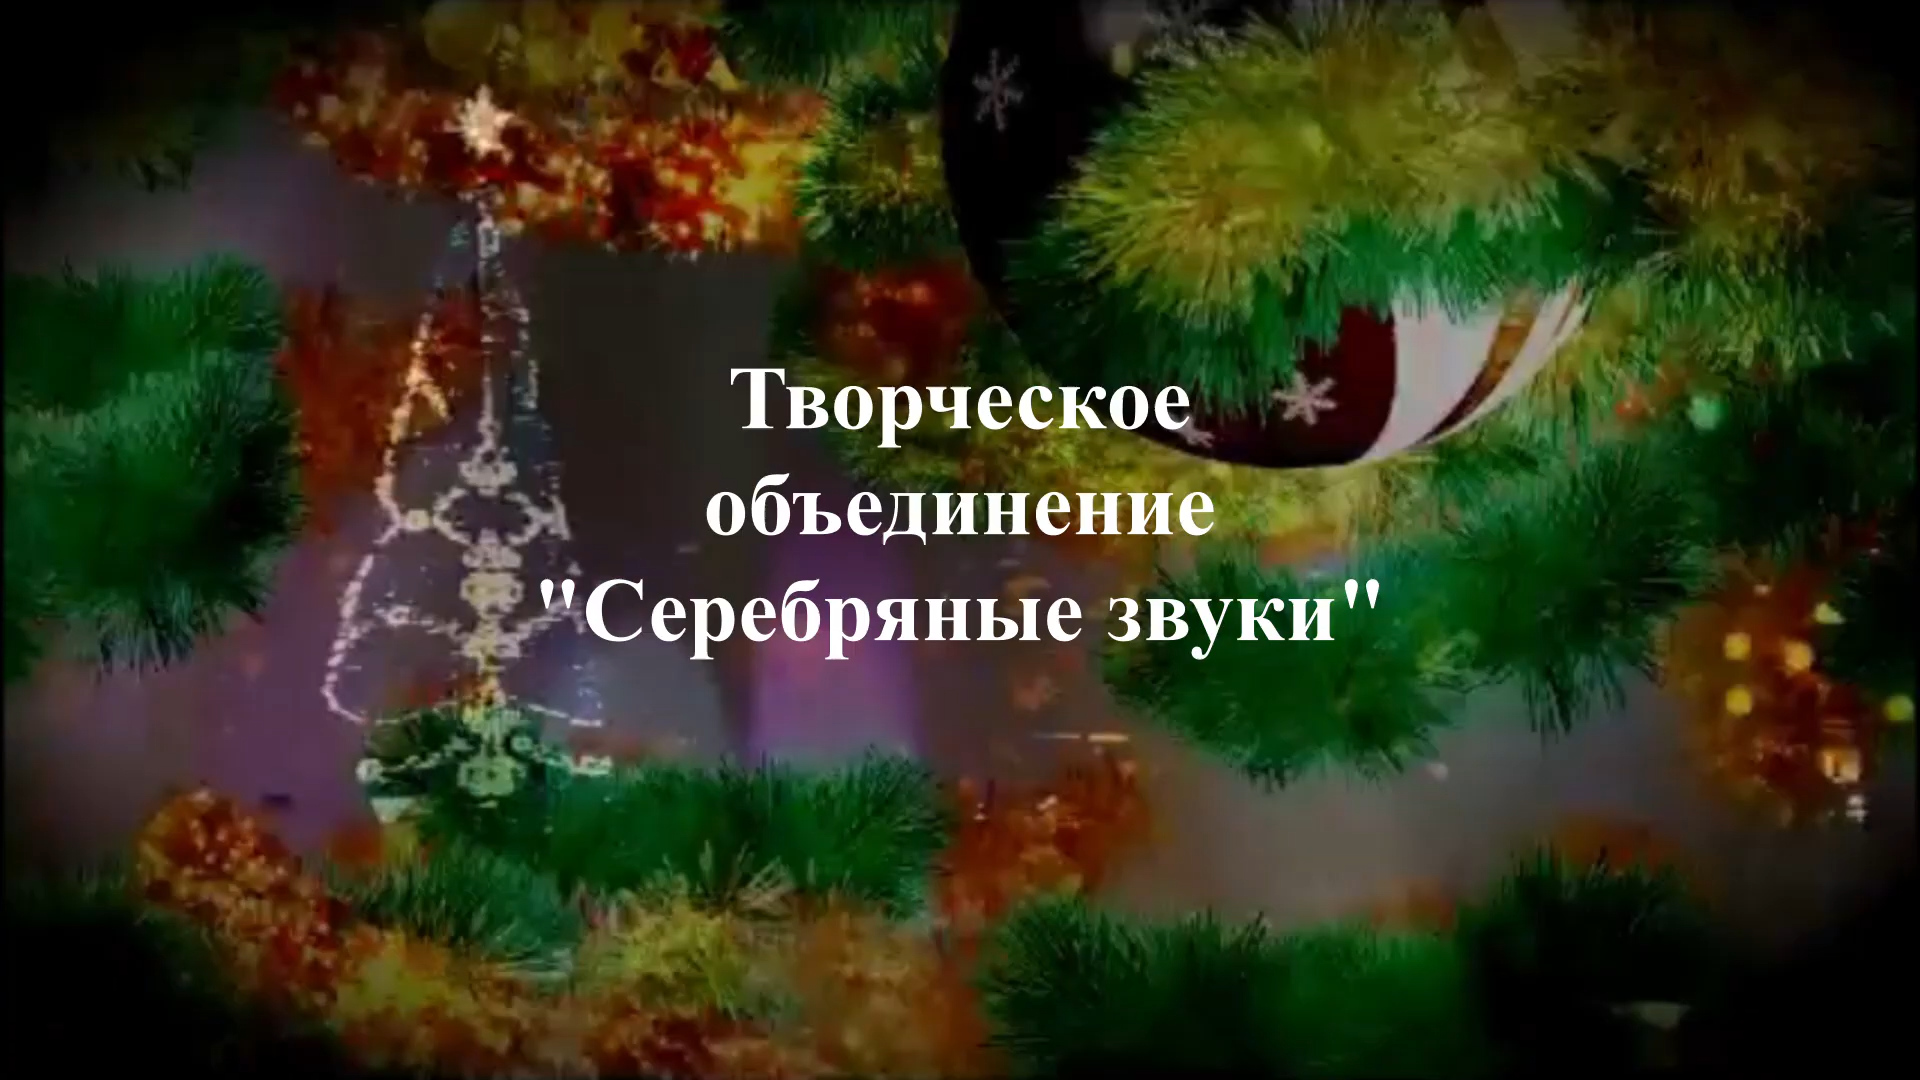 Творческое
объединение
"Серебряные звуки"